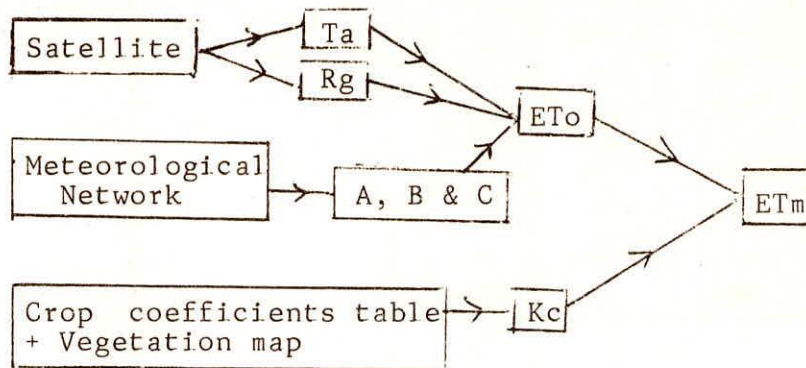 Satellite
Ta
Rg
ETo
Meteorological
Network
A, B & C
ETm
Crop coefficients table
+ Vegetation map
Kc